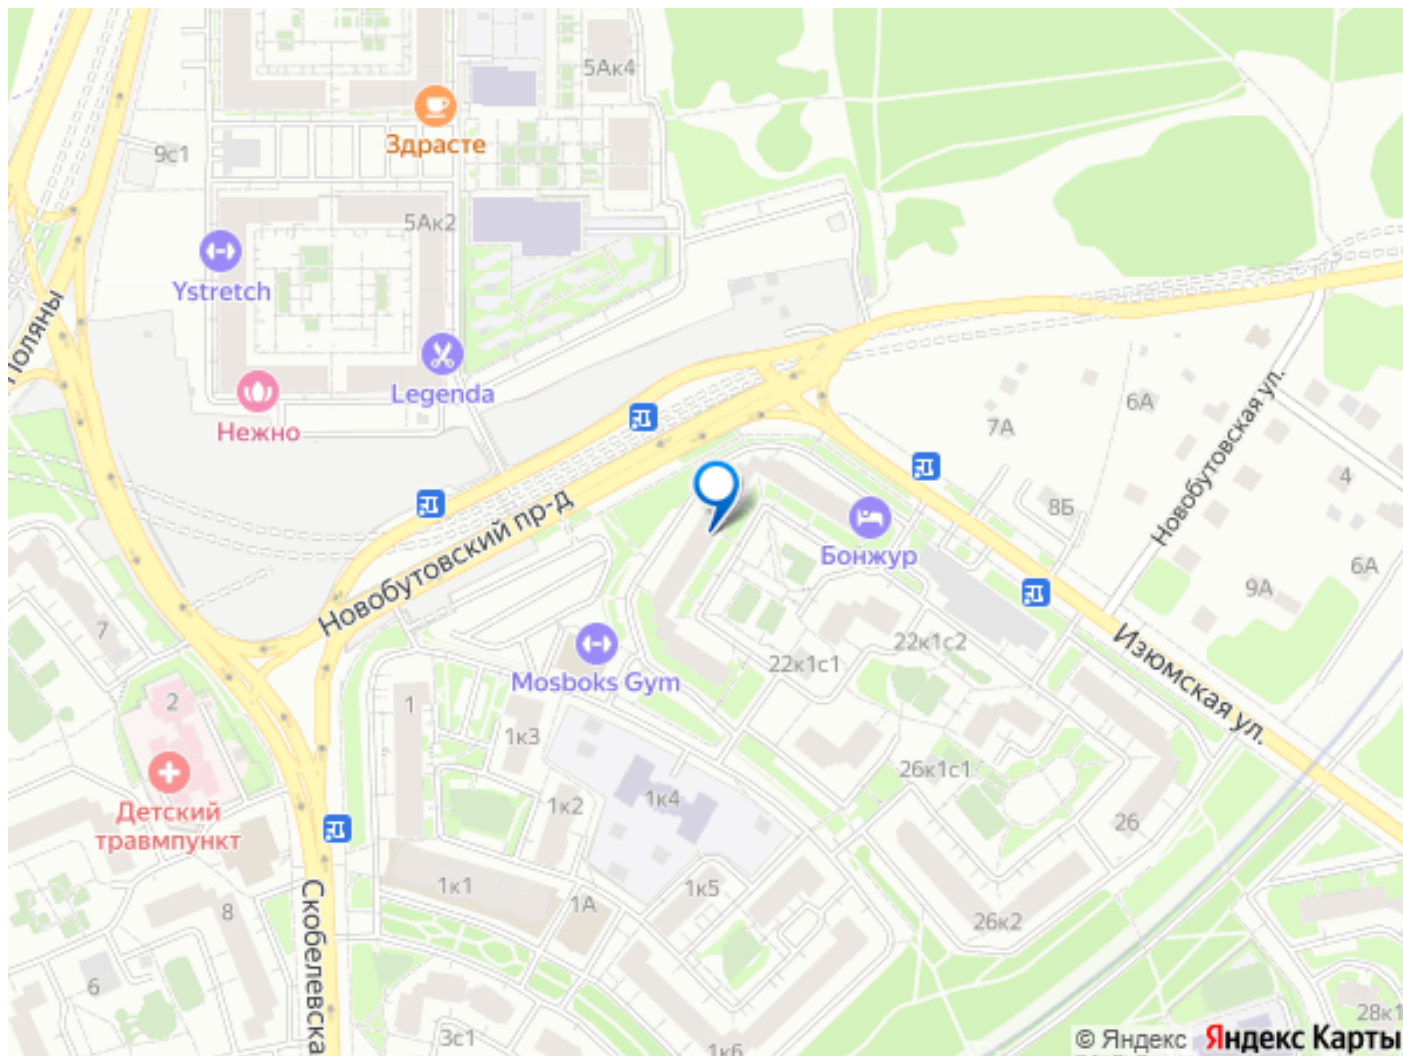 5Ак4
Здрасте
9с1
5Ак2
Ystretch
Поляны
Legenda
Нежно
6А
7А
Новобутовская ул.
4
8Б
Новобутовский пр-д
Бонжур
6А
9А
7
22к1с2
Изюмская ул.
22к1с1
Mosboks Gym
2
1
1к3
26к1с1
1к4
1к2
Детский
травмпункт
26
1к1
1к5
1А
8
26к2
Скобелевска
6
3с1
1к6
28к1
© Яндекс Яндекс Карты